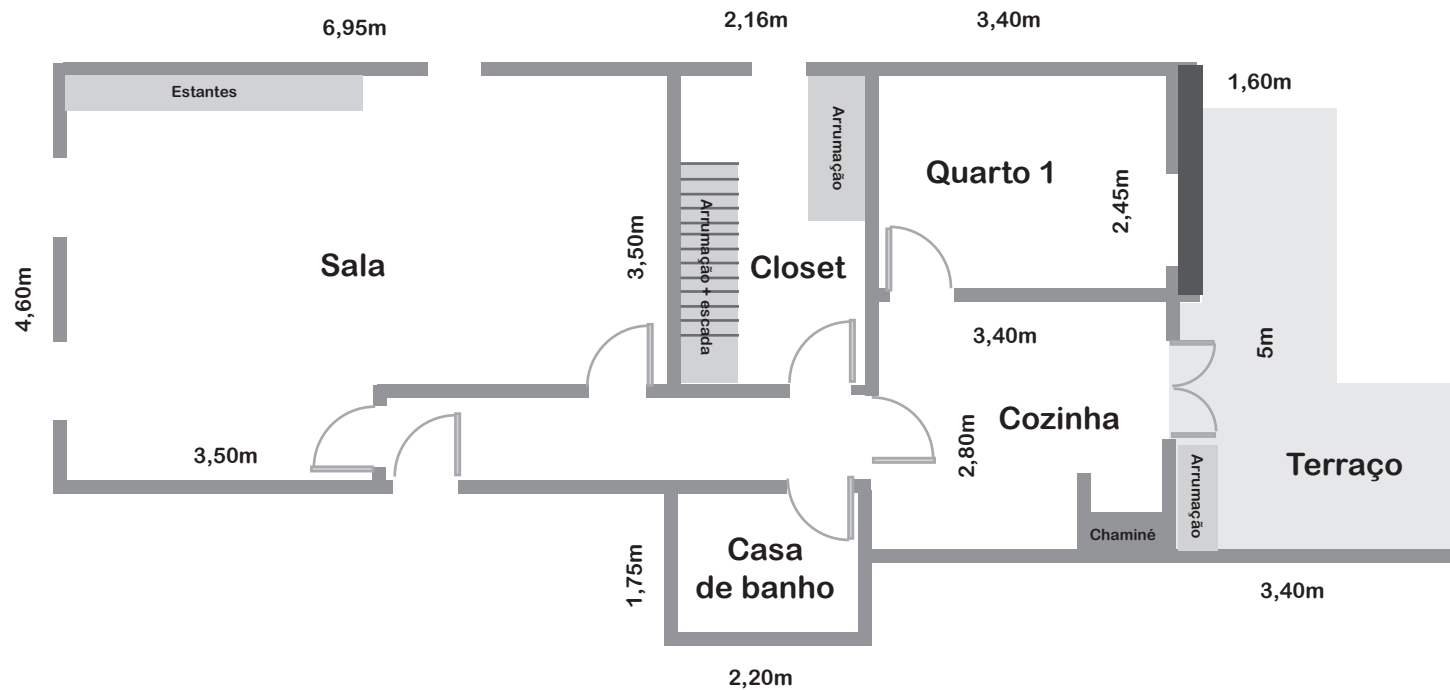 6,95m
2,16m
3,40m
Estantes
1,60m
Arrumação
Quarto 1
2,45m
Arrumação + escada
3,50m
Sala
Closet
4,60m
3,40m
5m
Cozinha
3,50m
2,80m
Terraço
Arrumação
Chaminé
Casa
de banho
1,75m
3,40m
2,20m